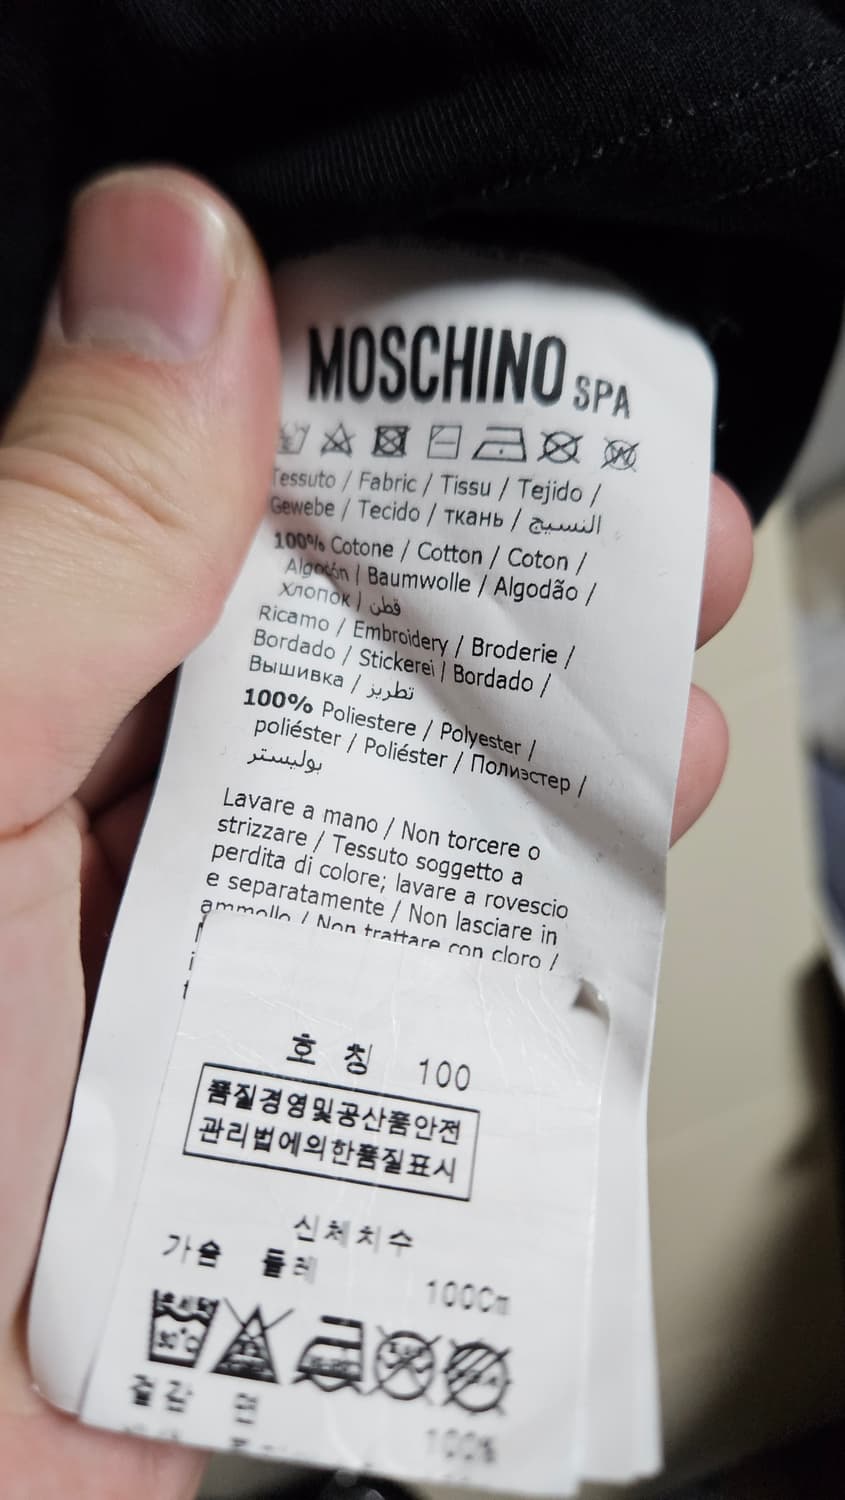 MOSCHINO SPA
Tessuto / Fabric / Tissu / Tejido /
Gewebe / Tecido / ткань / النسيج
100% Cotone / Cotton / Coton /
Algodón | Baumwolle / Algodão /
Хлопок | قطن
Ricamo / Embroidery / Broderie /
Bordado / Stickerei | Bordado /
Вышивка / تطريز
100% Poliestere / Polyester /
poliéster / Poliéster / Полиэстер /
بوليستر
Lavare a mano / Non torcere o
strizzare / Tessuto soggetto a
perdita di colore; lavare a rovescio
e separatamente / Non lasciare in
ammollo / Non trattare con cloro /
호 칭 100
품질경영및공산품안전
관리법에의한품질표시
신체치수
가슴 둘레 100Cm
30°C
겉감 면 100%